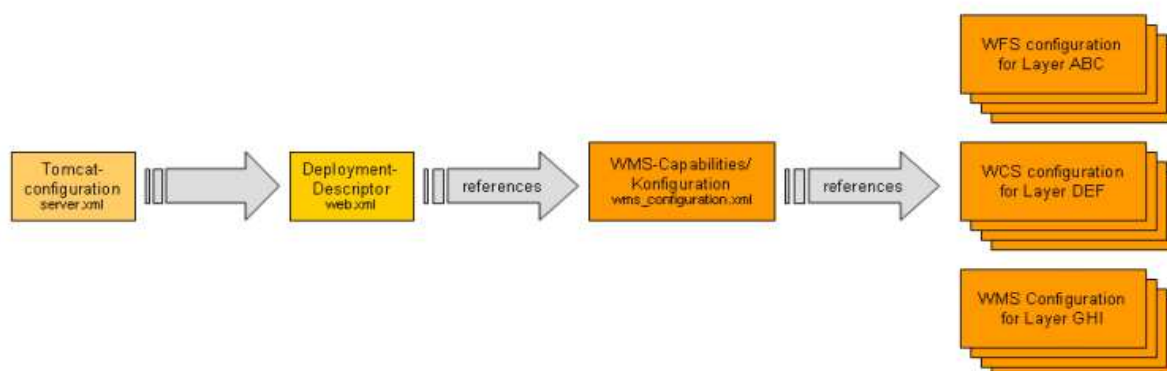 Tomcat-
configuration
server.xml
Deployment-
Descriptor
web.xml
references
WMS-Capabilities/
Konfiguration
wms_configuration.xml
references
WFS configuration
for Layer ABC
WCS configuration
for Layer DEF
WMS Configuration
for Layer GHI